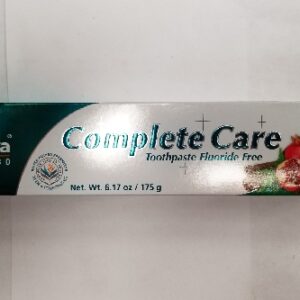 Complete Care
Toothpaste Fluoride Free
Net. Wt. 6.17 oz / 175 g